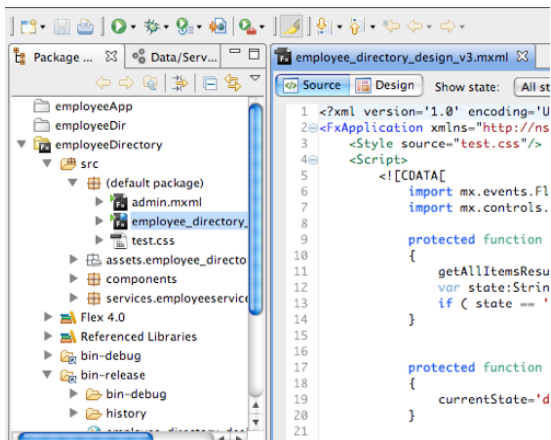 Package ...
Data/Serv...
employeeApp
employeeDir
employeeDirectory
src
(default package)
admin.mxml
employee_directory_
test.css
assets.employee_directo
components
services.employeeservice
Flex 4.0
Referenced Libraries
bin-debug
bin-release
bin-debug
history
employee_directory_design_v3.mxml
Source Design Show state: All st
1 <?xml version='1.0' encoding='U
2 <FxApplication xmlns="http://ns
3 <Style source="test.css"/>
4 <Script>
5 <![CDATA[
6 import mx.events.Fl
7 import mx.controls.
8
9 protected function
10 {
11 getAllItemsResu
12 var state:Strin
13 if ( state == '
14 }
15
16
17 protected function
18 {
19 currentState='d
20 }
21